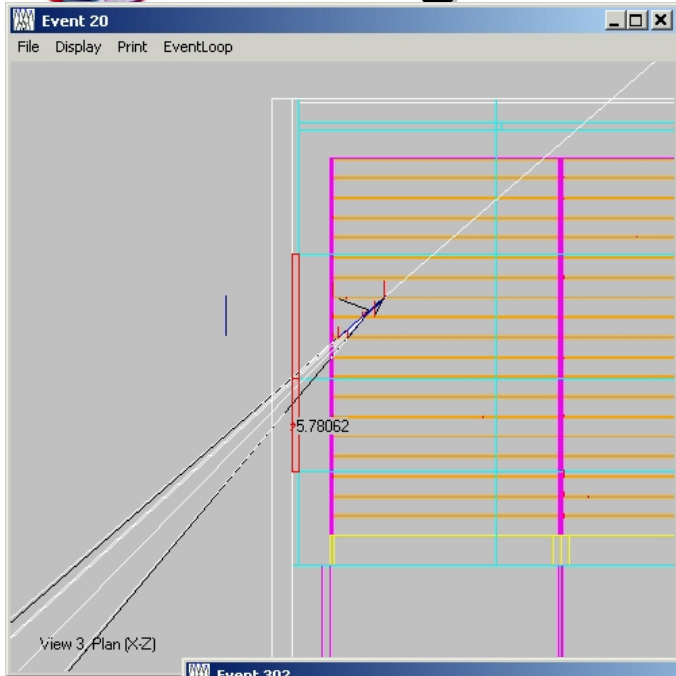 Event 20
File Display Print EventLoop
5.78062
View 3, Plan (X-Z)
Event 302